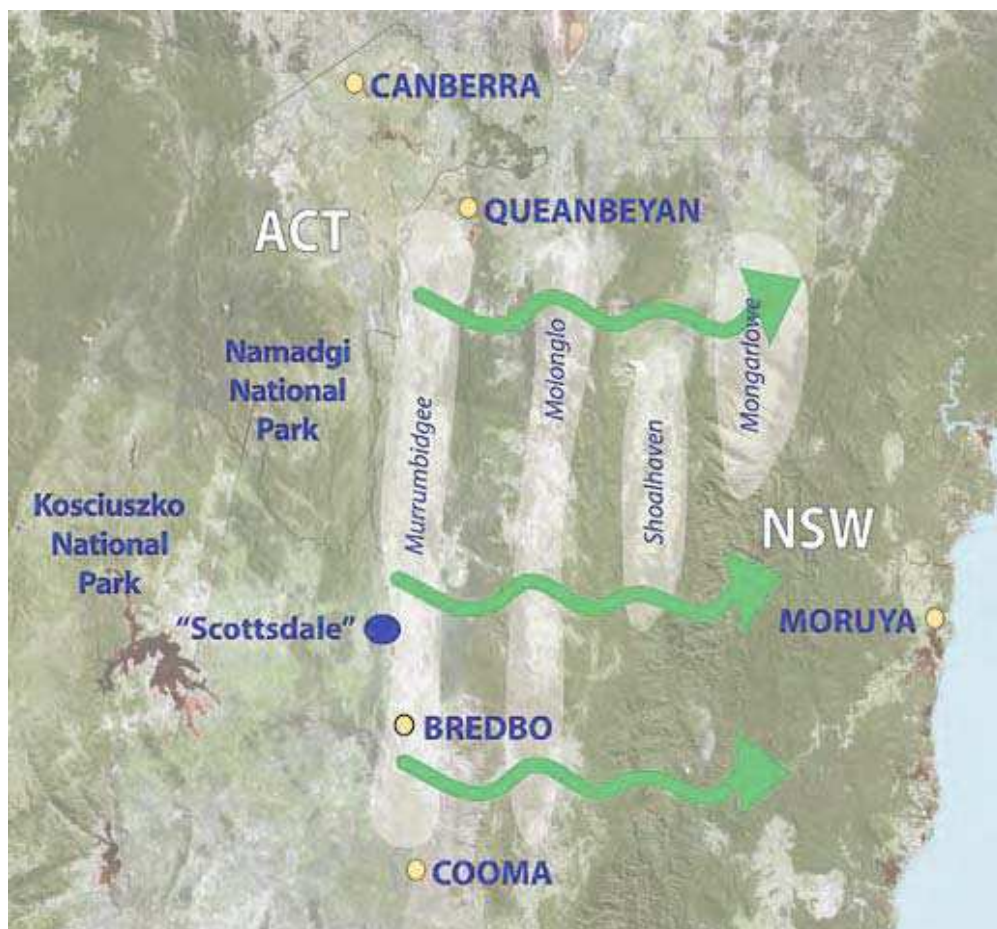 CANBERRA
QUEANBEYAN
ACT
Namadgi
National
Park
Murrumbidgee
Molonglo
Shoalhaven
Mongarlowe
Kosciuszko
National
Park
NSW
"Scottsdale"
MORUYA
BREDBO
COOMA